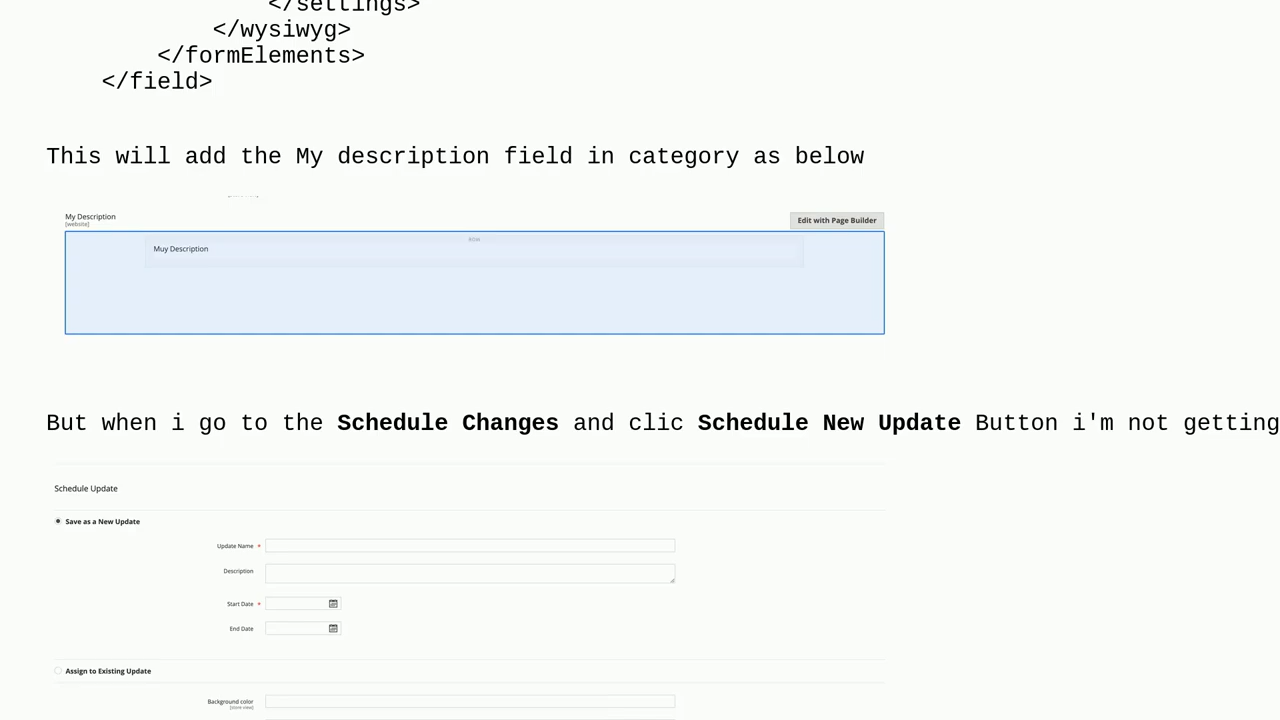 </settings>
</wysiwyg>
</formElements>
</field>
This will add the My description field in category as below
My Description
[website]
Edit with Page Builder
ROW
Muy Description
But when i go to the Schedule Changes and clic Schedule New Update Button i'm not getting
Schedule Update
Save as a New Update
Update Name *
Description
Start Date *
End Date
Assign to Existing Update
Background color
[store view]